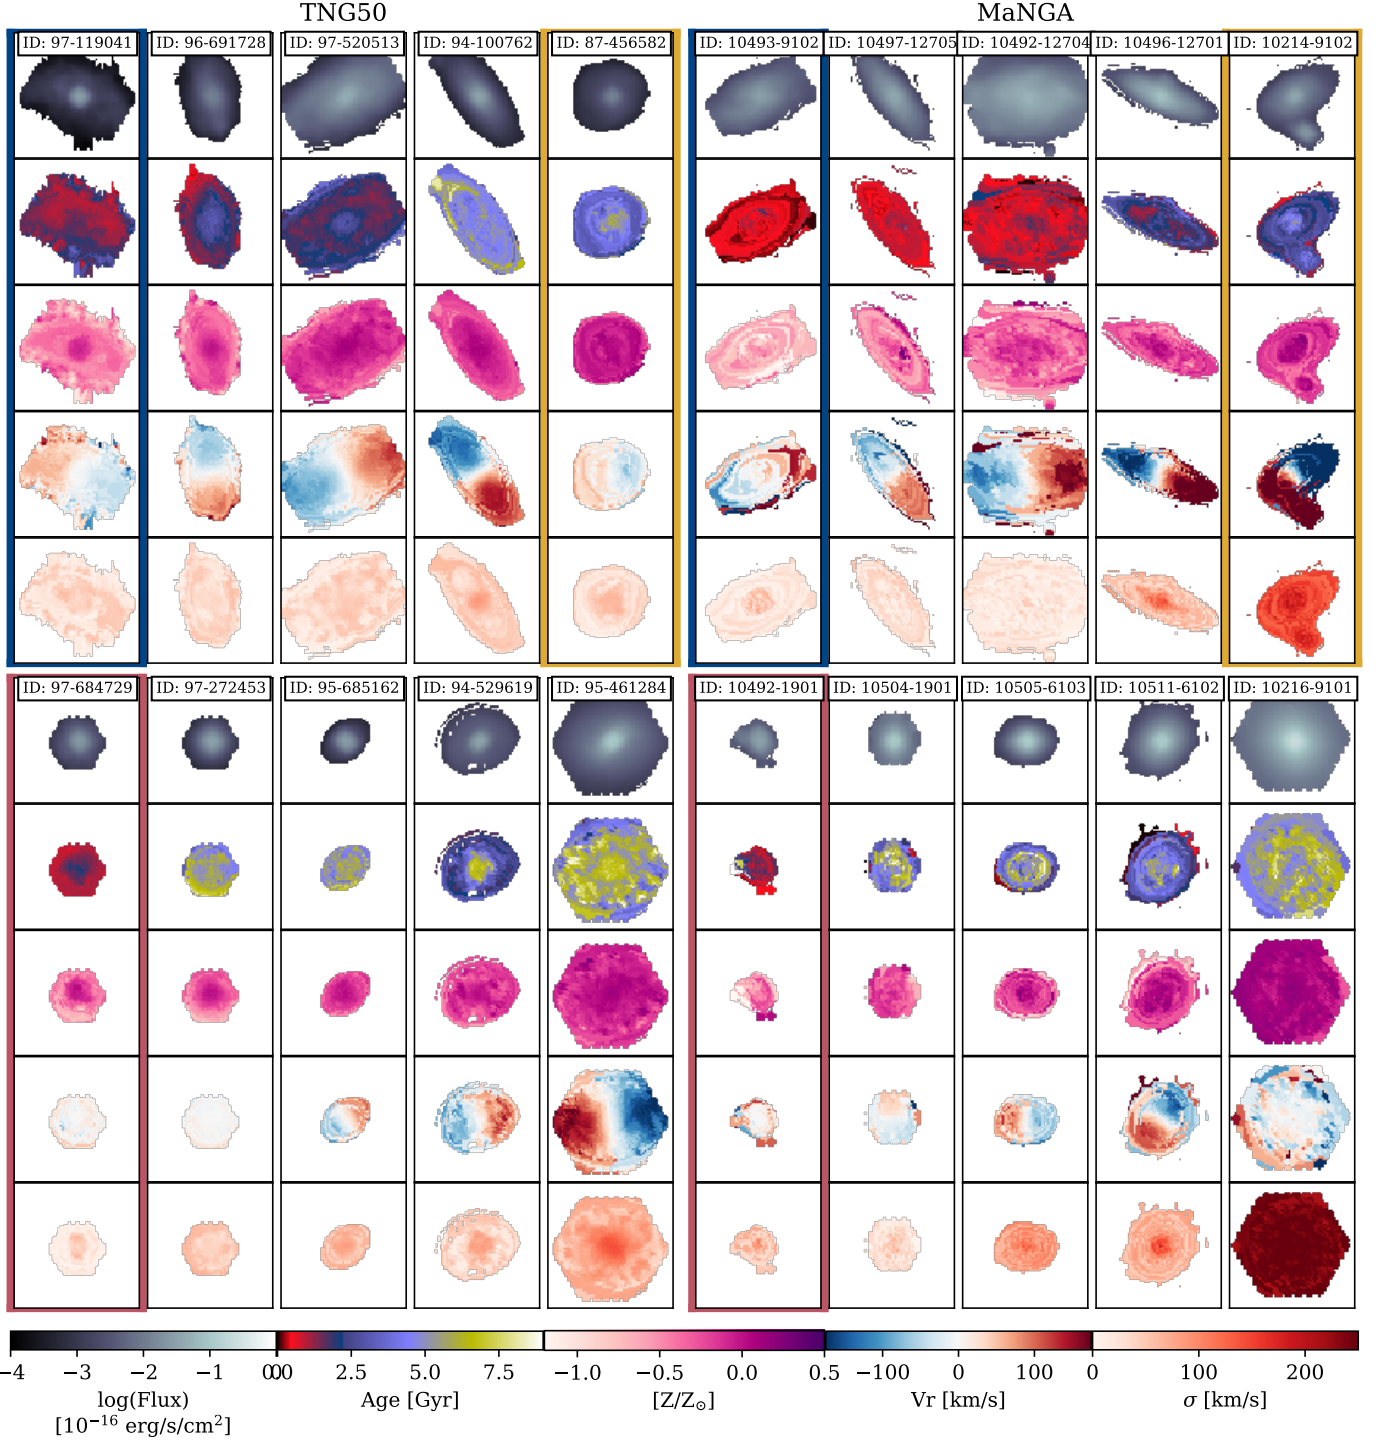 TNG50 MaNGA
ID: 97-119041 ID: 96-691728 ID: 97-520513 ID: 94-100762 ID: 87-456582 ID: 10493-9102 ID: 10497-12705 ID: 10492-12704 ID: 10496-12701 ID: 10214-9102
ID: 97-684729 ID: 97-272453 ID: 95-685162 ID: 94-529619 ID: 95-461284 ID: 10492-1901 ID: 10504-1901 ID: 10505-6103 ID: 10511-6102 ID: 10216-9101
−4 −3 −2 −1 0 0.0 2.5 5.0 7.5 −1.0 −0.5 0.0 0.5 −100 0 100 0 100 200
log(Flux) Age [Gyr] [Z/Z⊙] Vr [km/s] σ [km/s]
[10⁻¹⁶ erg/s/cm²]